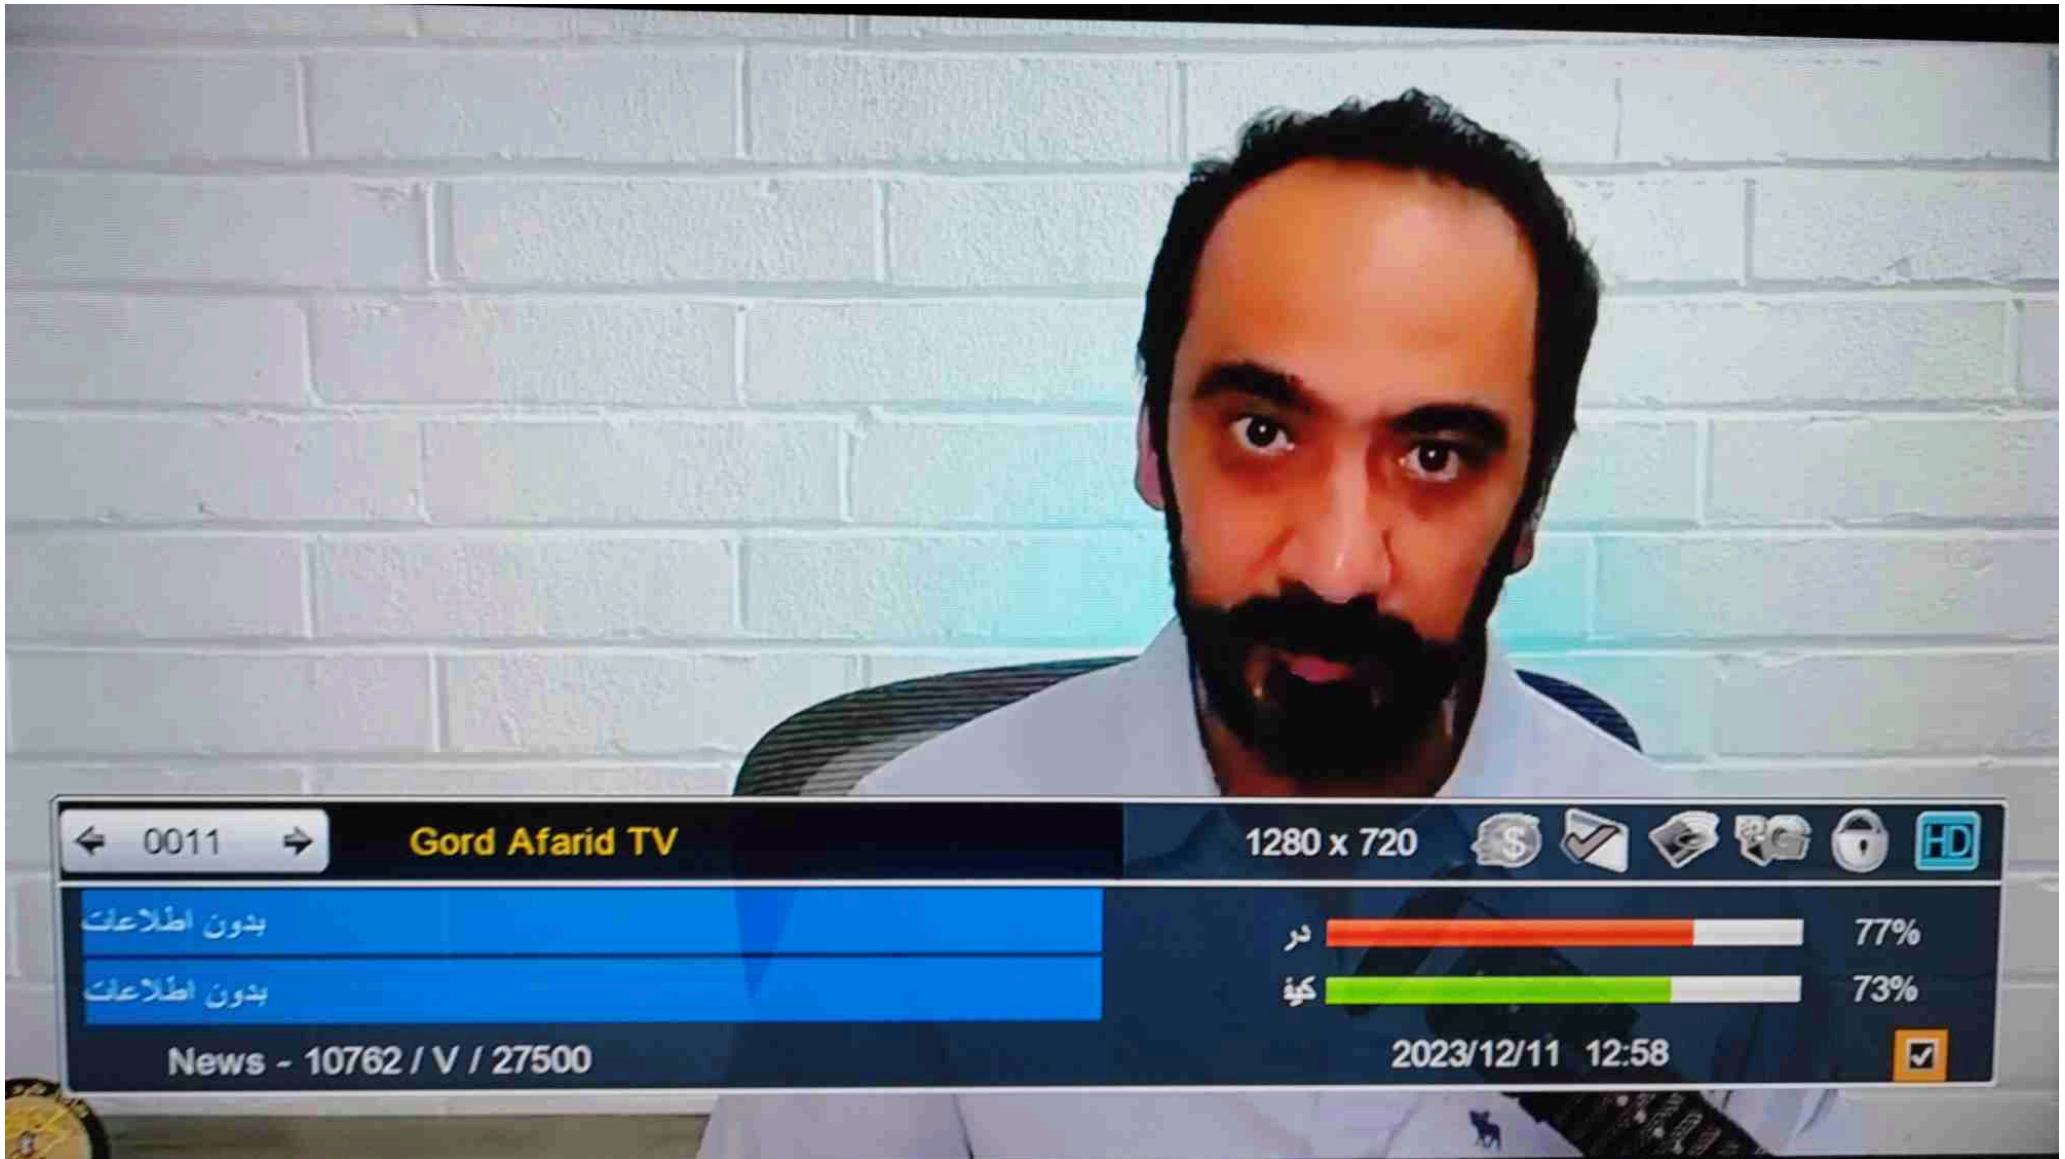 0011
Gord Afarid TV
1280 x 720
HD
بدون اطلاعات
در
77%
بدون اطلاعات
كيف
73%
News - 10762 / V / 27500
2023/12/11 12:58